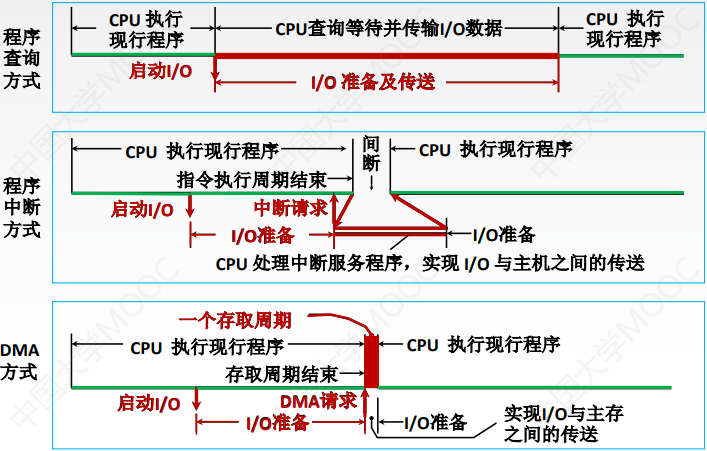 程序
查询
方式
CPU 执行
现行程序
CPU查询等待并传输I/O数据
CPU 执行
现行程序
启动I/O
I/O 准备及传送
程序
中断
方式
CPU 执行现行程序
间
断
CPU 执行现行程序
指令执行周期结束
启动I/O
中断请求
I/O准备
I/O准备
CPU 处理中断服务程序，实现 I/O 与主机之间的传送
DMA
方式
一个存取周期
CPU 执行现行程序
CPU 执行现行程序
存取周期结束
启动I/O
DMA请求
I/O准备
I/O准备
实现I/O与主存
之间的传送
中国大学MOOC